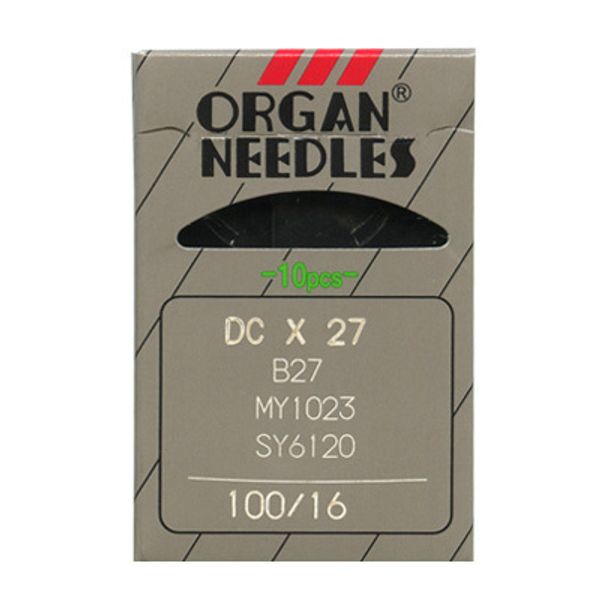 ORGAN®
NEEDLES
-10pcs-
DC X 27
B27
MY1023
SY6120
100/16